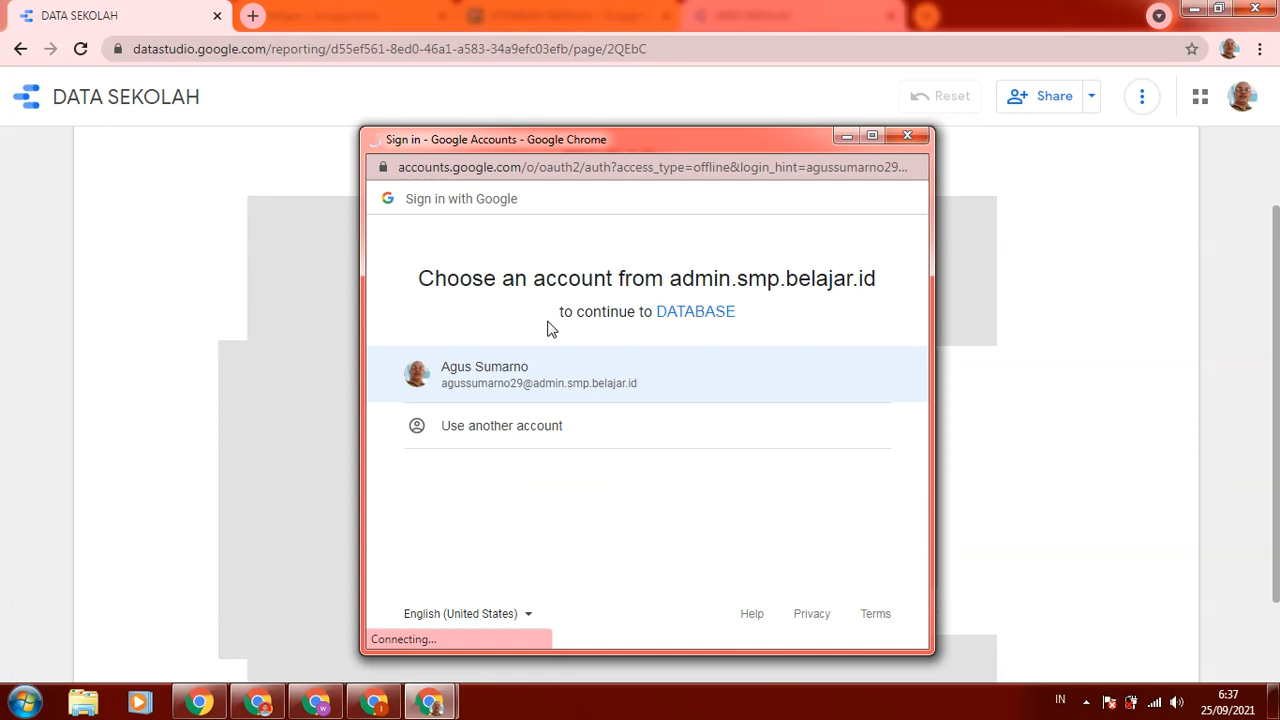 DATA SEKOLAH
datastudio.google.com/reporting/d55ef561-8ed0-46a1-a583-34a9efc03efb/page/2QEbC
DATA SEKOLAH
Reset
Share
Sign in - Google Accounts - Google Chrome
accounts.google.com/o/oauth2/auth?access_type=offline&login_hint=agussumarno29...
Sign in with Google
Choose an account from admin.smp.belajar.id
to continue to DATABASE
Agus Sumarno
agussumarno29@admin.smp.belajar.id
Use another account
English (United States)
Help
Privacy
Terms
Connecting...
IN
6:37
25/09/2021